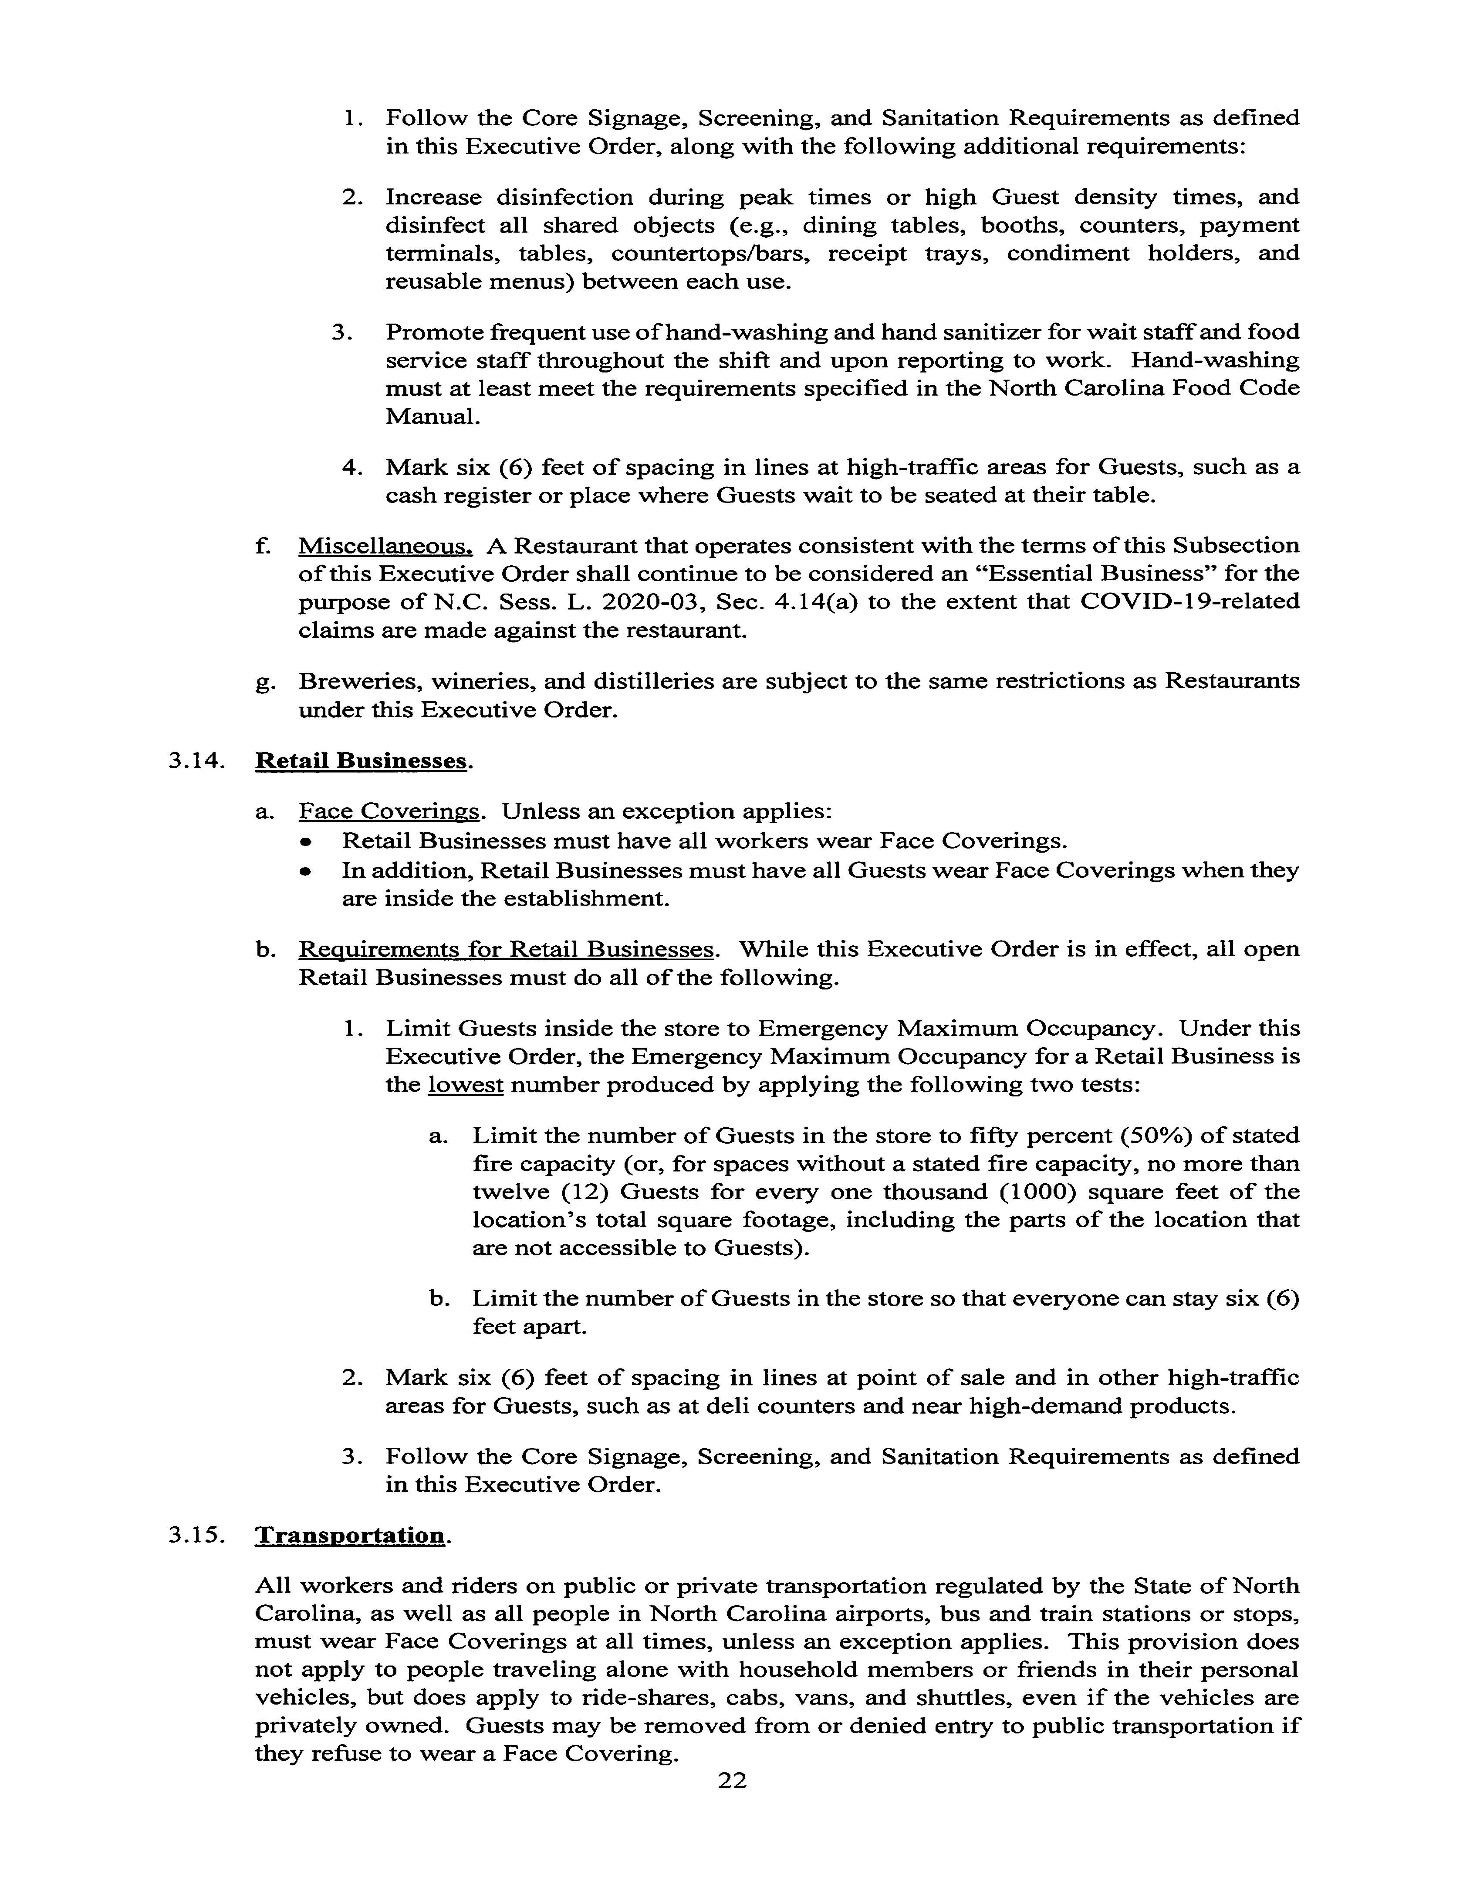 1. Follow the Core Signage, Screening, and Sanitation Requirements as defined
in this Executive Order, along with the following additional requirements:
2. Increase disinfection during peak times or high Guest density times, and
disinfect all shared objects (e.g., dining tables, booths, counters, payment
terminals, tables, countertops/bars, receipt trays, condiment holders, and
reusable menus) between each use.
3. Promote frequent use of hand-washing and hand sanitizer for wait staff and food
service staff throughout the shift and upon reporting to work. Hand-washing
must at least meet the requirements specified in the North Carolina Food Code
Manual.
4. Mark six (6) feet of spacing in lines at high-traffic areas for Guests, such as a
cash register or place where Guests wait to be seated at their table.
f. Miscellaneous. A Restaurant that operates consistent with the terms of this Subsection
of this Executive Order shall continue to be considered an “Essential Business” for the
purpose of N.C. Sess. L. 2020-03, Sec. 4.14(a) to the extent that COVID-19-related
claims are made against the restaurant.
g. Breweries, wineries, and distilleries are subject to the same restrictions as Restaurants
under this Executive Order.
3.14. Retail Businesses.
a. Face Coverings. Unless an exception applies:
• Retail Businesses must have all workers wear Face Coverings.
• In addition, Retail Businesses must have all Guests wear Face Coverings when they
are inside the establishment.
b. Requirements for Retail Businesses. While this Executive Order is in effect, all open
Retail Businesses must do all of the following.
1. Limit Guests inside the store to Emergency Maximum Occupancy. Under this
Executive Order, the Emergency Maximum Occupancy for a Retail Business is
the lowest number produced by applying the following two tests:
a. Limit the number of Guests in the store to fifty percent (50%) of stated
fire capacity (or, for spaces without a stated fire capacity, no more than
twelve (12) Guests for every one thousand (1000) square feet of the
location’s total square footage, including the parts of the location that
are not accessible to Guests).
b. Limit the number of Guests in the store so that everyone can stay six (6)
feet apart.
2. Mark six (6) feet of spacing in lines at point of sale and in other high-traffic
areas for Guests, such as at deli counters and near high-demand products.
3. Follow the Core Signage, Screening, and Sanitation Requirements as defined
in this Executive Order.
3.15. Transportation.
All workers and riders on public or private transportation regulated by the State of North
Carolina, as well as all people in North Carolina airports, bus and train stations or stops,
must wear Face Coverings at all times, unless an exception applies. This provision does
not apply to people traveling alone with household members or friends in their personal
vehicles, but does apply to ride-shares, cabs, vans, and shuttles, even if the vehicles are
privately owned. Guests may be removed from or denied entry to public transportation if
they refuse to wear a Face Covering.
22